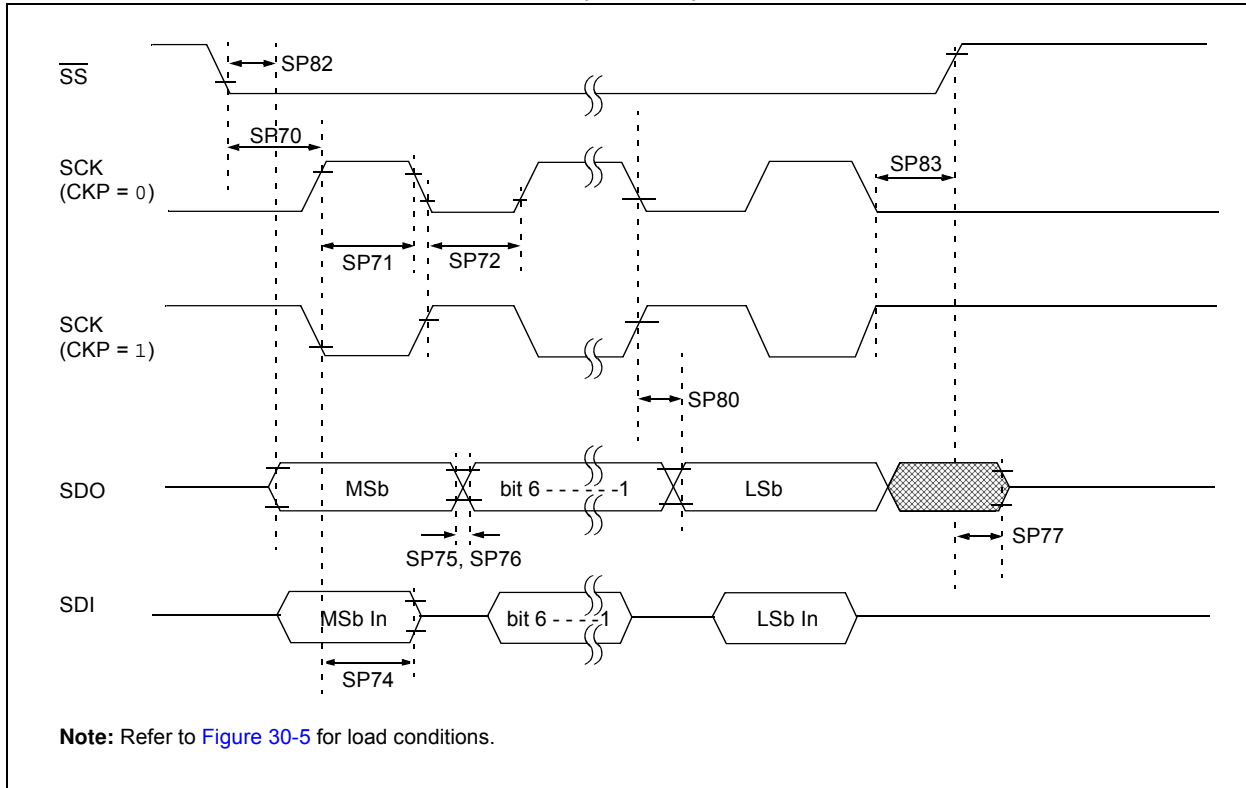 SS
SP82
SP70
SCK
(CKP = 0)
SP83
SP71
SP72
SCK
(CKP = 1)
SP80
SDO
MSb
bit 6 - - - - - -1
LSb
SP75, SP76
SP77
SDI
MSb In
bit 6 - - - -1
LSb In
SP74
Note: Refer to Figure 30-5 for load conditions.